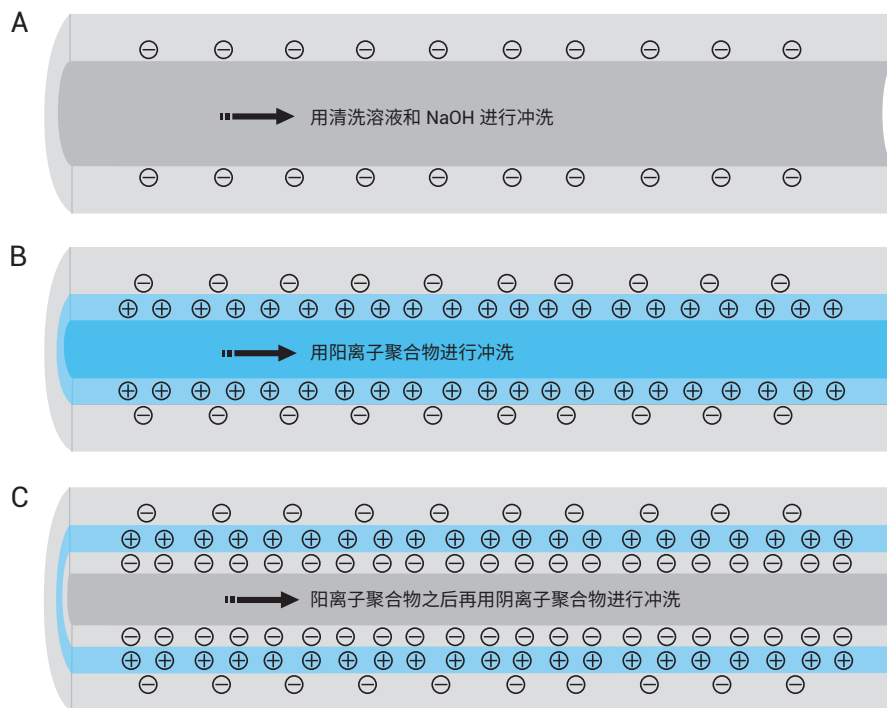 A
用清洗溶液和 NaOH 进行冲洗
B
用阳离子聚合物进行冲洗
C
阳离子聚合物之后再用阴离子聚合物进行冲洗